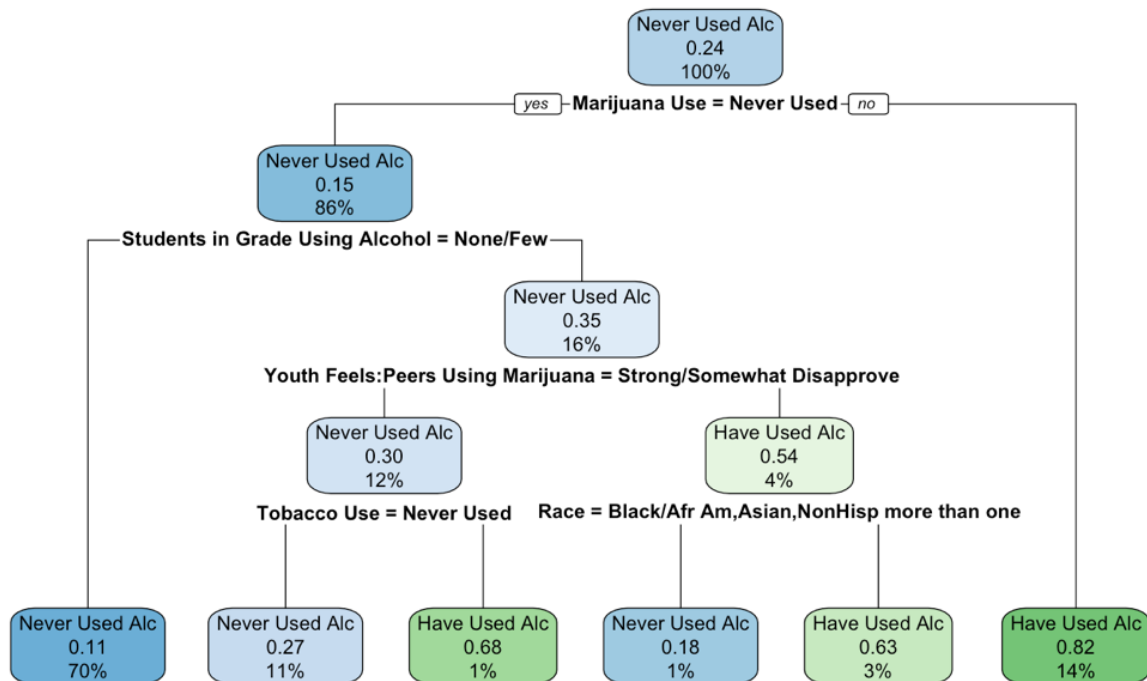 Never Used Alc
0.24
100%
yes Marijuana Use = Never Used no
Never Used Alc
0.15
86%
Students in Grade Using Alcohol = None/Few
Never Used Alc
0.35
16%
Youth Feels:Peers Using Marijuana = Strong/Somewhat Disapprove
Never Used Alc
0.30
12%
Have Used Alc
0.54
4%
Tobacco Use = Never Used
Race = Black/Afr Am,Asian,NonHisp more than one
Never Used Alc
0.11
70%
Never Used Alc
0.27
11%
Have Used Alc
0.68
1%
Never Used Alc
0.18
1%
Have Used Alc
0.63
3%
Have Used Alc
0.82
14%